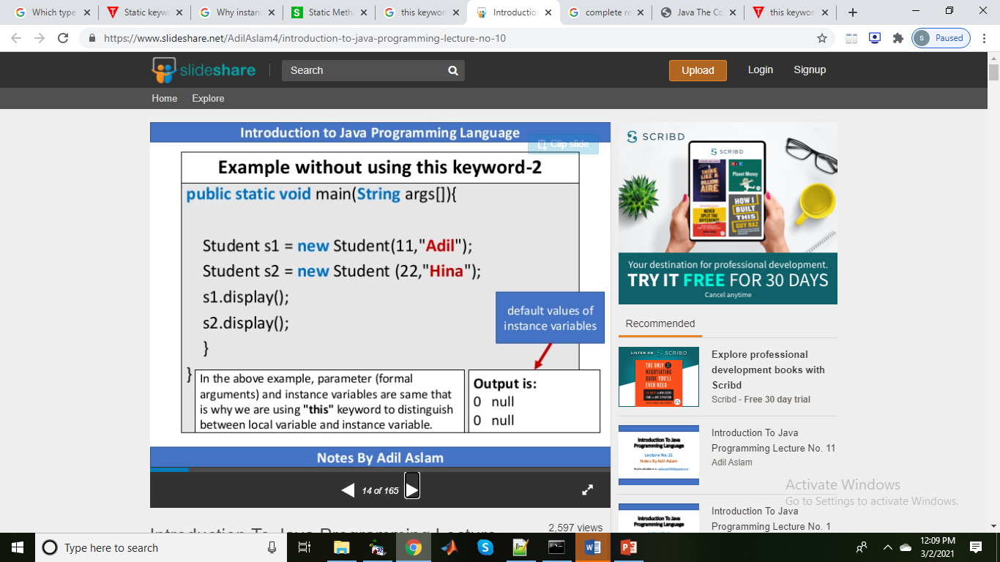 Which type
Static keyw
Why instan
Static Meth
this keywor
Introduction
complete re
Java The Co
this keywor
https://www.slideshare.net/AdilAslam4/introduction-to-java-programming-lecture-no-10
S Paused
slideshare
Search
Upload
Login
Signup
Home
Explore
Introduction to Java Programming Language
Clip slide
Example without using this keyword-2
public static void main(String args[]){
Student s1 = new Student(11,"Adil");
Student s2 = new Student (22,"Hina");
s1.display();
s2.display();
}
}
default values of
instance variables
In the above example, parameter (formal
arguments) and instance variables are same that
is why we are using "this" keyword to distinguish
between local variable and instance variable.
Output is:
0 null
0 null
Notes By Adil Aslam
14 of 165
Introduction To Java Programming Lecture
2,597 views
SCRIBD
SCRIBD
THINK
LIKE A
BILLION
AIRE
Planet Money
NEVER
SPLIT THE
DIFFERENCE
HOW I
BUILT
THIS
GUY RAZ
Your destination for professional development.
TRY IT FREE FOR 30 DAYS
Cancel anytime
Recommended
LISTEN ON SCRIBD
THE ONLY
NEGOTIATING
GUIDE YOU'LL
EVER NEED
Explore professional
development books with
Scribd
Scribd - Free 30 day trial
Introduction To Java
Programming Language
Lecture No.11
Notes By Adil Aslam
Introduction To Java
Programming Lecture No. 11
Adil Aslam
Introduction To Java
Programming Language
Introduction To Java
Programming Lecture No. 1
Activate Windows
Go to Settings to activate Windows.
Type here to search
12:09 PM
3/2/2021